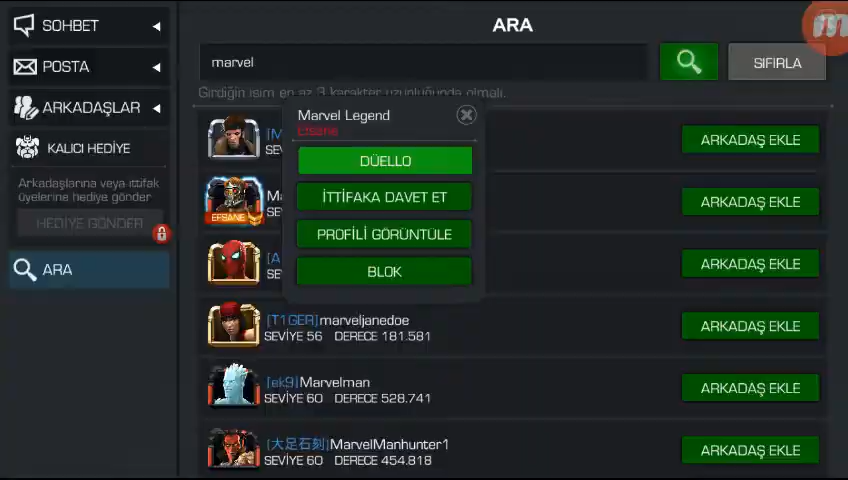 SOHBET
POSTA
ARKADAŞLAR
KALICI HEDİYE
Arkadaşlarına veya ittifak
üyelerine hediye gönder
HEDİYE GÖNDER
ARA
ARA
marvel
SIFIRLA
Girdiğin isim en az 3 karakter uzunluğunda olmalı.
Marvel Legend
Efsane
DÜELLO
İTTİFAKA DAVET ET
PROFİLİ GÖRÜNTÜLE
BLOK
ARKADAŞ EKLE
EFSANE
ARKADAŞ EKLE
ARKADAŞ EKLE
[T1GER]marveljanedoe
SEVİYE 56 DERECE 181.581
ARKADAŞ EKLE
[ek9]Marvelman
SEVİYE 60 DERECE 528.741
ARKADAŞ EKLE
[大足石刻]MarvelManhunter1
SEVİYE 60 DERECE 454.818
ARKADAŞ EKLE